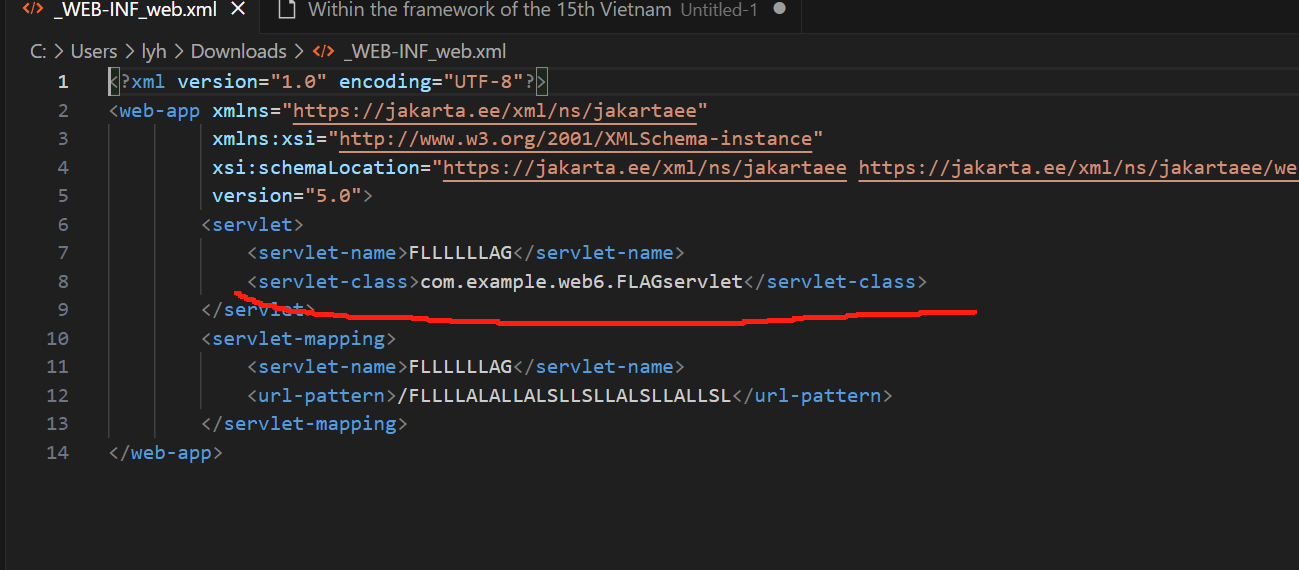 _WEB-INF_web.xml Within the framework of the 15th Vietnam Untitled-1
C: > Users > lyh > Downloads > _WEB-INF_web.xml
1 <?xml version="1.0" encoding="UTF-8"?>
2 <web-app xmlns="https://jakarta.ee/xml/ns/jakartaee"
3 xmlns:xsi="http://www.w3.org/2001/XMLSchema-instance"
4 xsi:schemaLocation="https://jakarta.ee/xml/ns/jakartaee https://jakarta.ee/xml/ns/jakartaee/we
5 version="5.0">
6 <servlet>
7 <servlet-name>FLLLLLLAG</servlet-name>
8 <servlet-class>com.example.web6.FLAGservlet</servlet-class>
9 </servlet>
10 <servlet-mapping>
11 <servlet-name>FLLLLLLAG</servlet-name>
12 <url-pattern>/FLLLLALALLALSLLSLLALSLLALLSL</url-pattern>
13 </servlet-mapping>
14 </web-app>